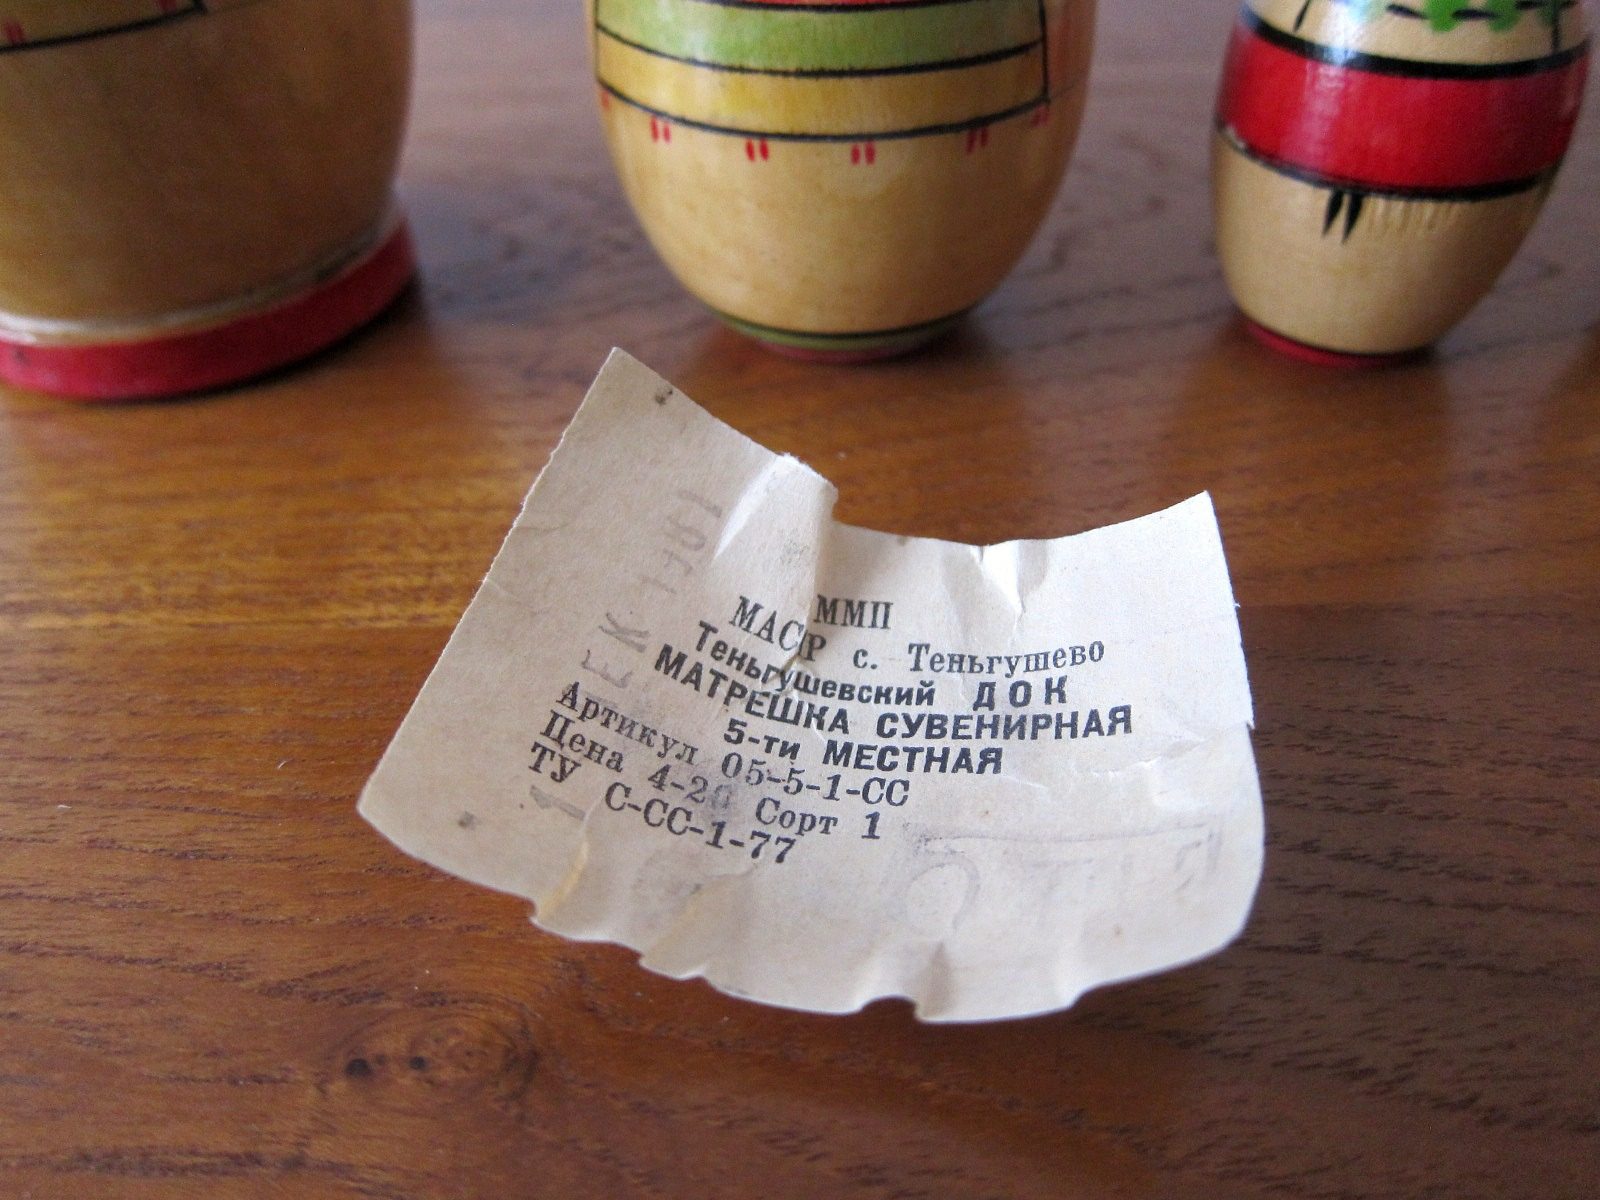 ММП
МАССР с. Теньгушево
Теньгушевский ДОК
МАТРЕШКА СУВЕНИРНАЯ
5-ти МЕСТНАЯ
Артикул 05-5-1-СС
Цена Сорт 1
ТУ С-СС-1-77